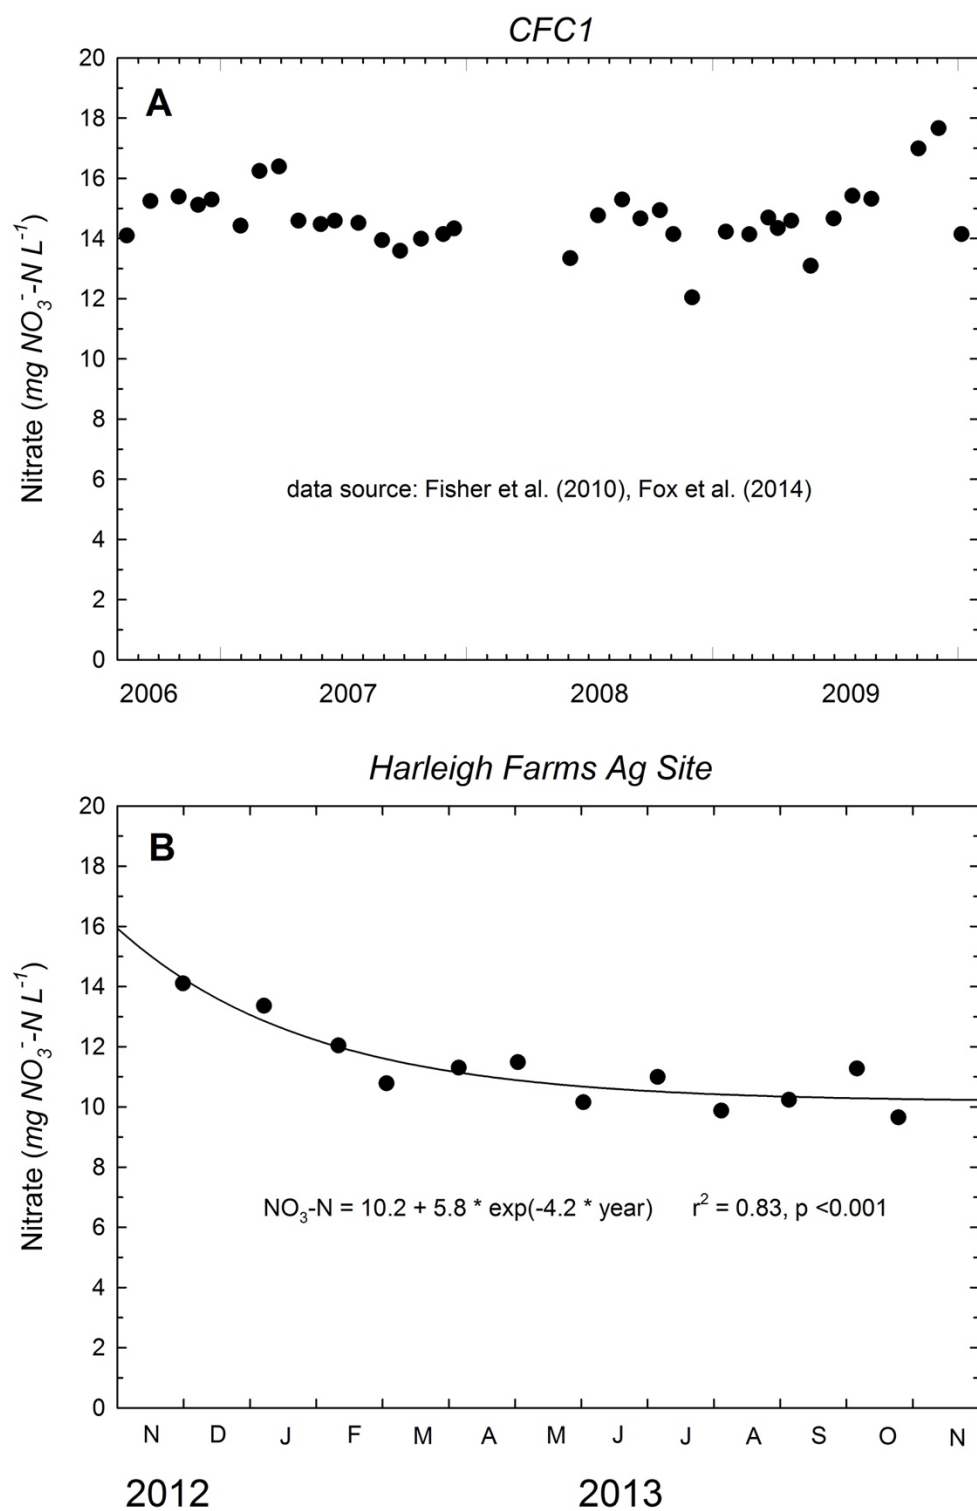 CFC1
A
20
18
16
14
12
10
8
6
4
2
0
Nitrate (mg NO₃⁻-N L⁻¹)
data source: Fisher et al. (2010), Fox et al. (2014)
2006 2007 2008 2009
Harleigh Farms Ag Site
B
20
18
16
14
12
10
8
6
4
2
0
Nitrate (mg NO₃⁻-N L⁻¹)
NO₃-N = 10.2 + 5.8 * exp(-4.2 * year) r² = 0.83, p <0.001
N D J F M A M J J A S O N
2012 2013